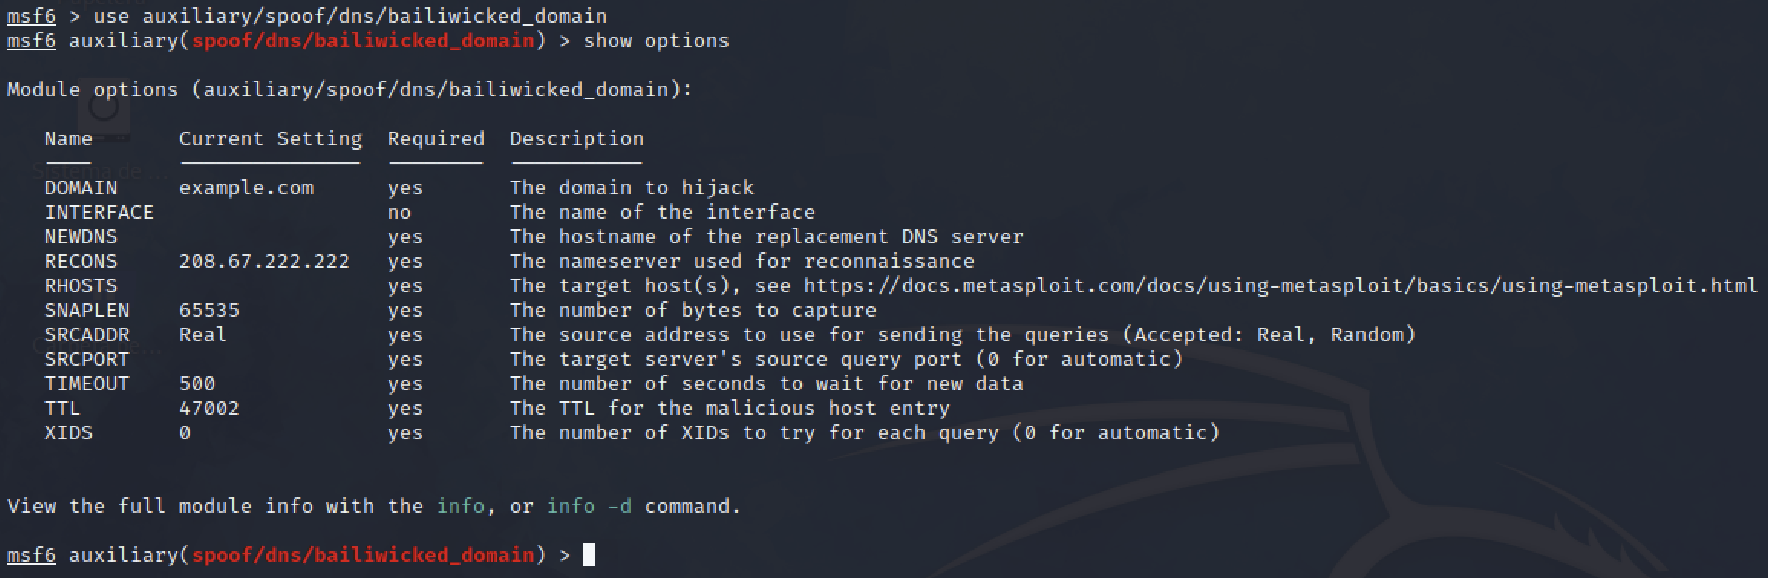 msf6 > use auxiliary/spoof/dns/bailiwicked_domain
msf6 auxiliary(spoof/dns/bailiwicked_domain) > show options
Module options (auxiliary/spoof/dns/bailiwicked_domain):
Name Current Setting Required Description
DOMAIN example.com yes The domain to hijack
INTERFACE no The name of the interface
NEWDNS yes The hostname of the replacement DNS server
RECONS 208.67.222.222 yes The nameserver used for reconnaissance
RHOSTS yes The target host(s), see https://docs.metasploit.com/docs/using-metasploit/basics/using-metasploit.html
SNAPLEN 65535 yes The number of bytes to capture
SRCADDR Real yes The source address to use for sending the queries (Accepted: Real, Random)
SRCPORT yes The target server's source query port (0 for automatic)
TIMEOUT 500 yes The number of seconds to wait for new data
TTL 47002 yes The TTL for the malicious host entry
XIDS 0 yes The number of XIDs to try for each query (0 for automatic)
View the full module info with the info, or info -d command.
msf6 auxiliary(spoof/dns/bailiwicked_domain) >